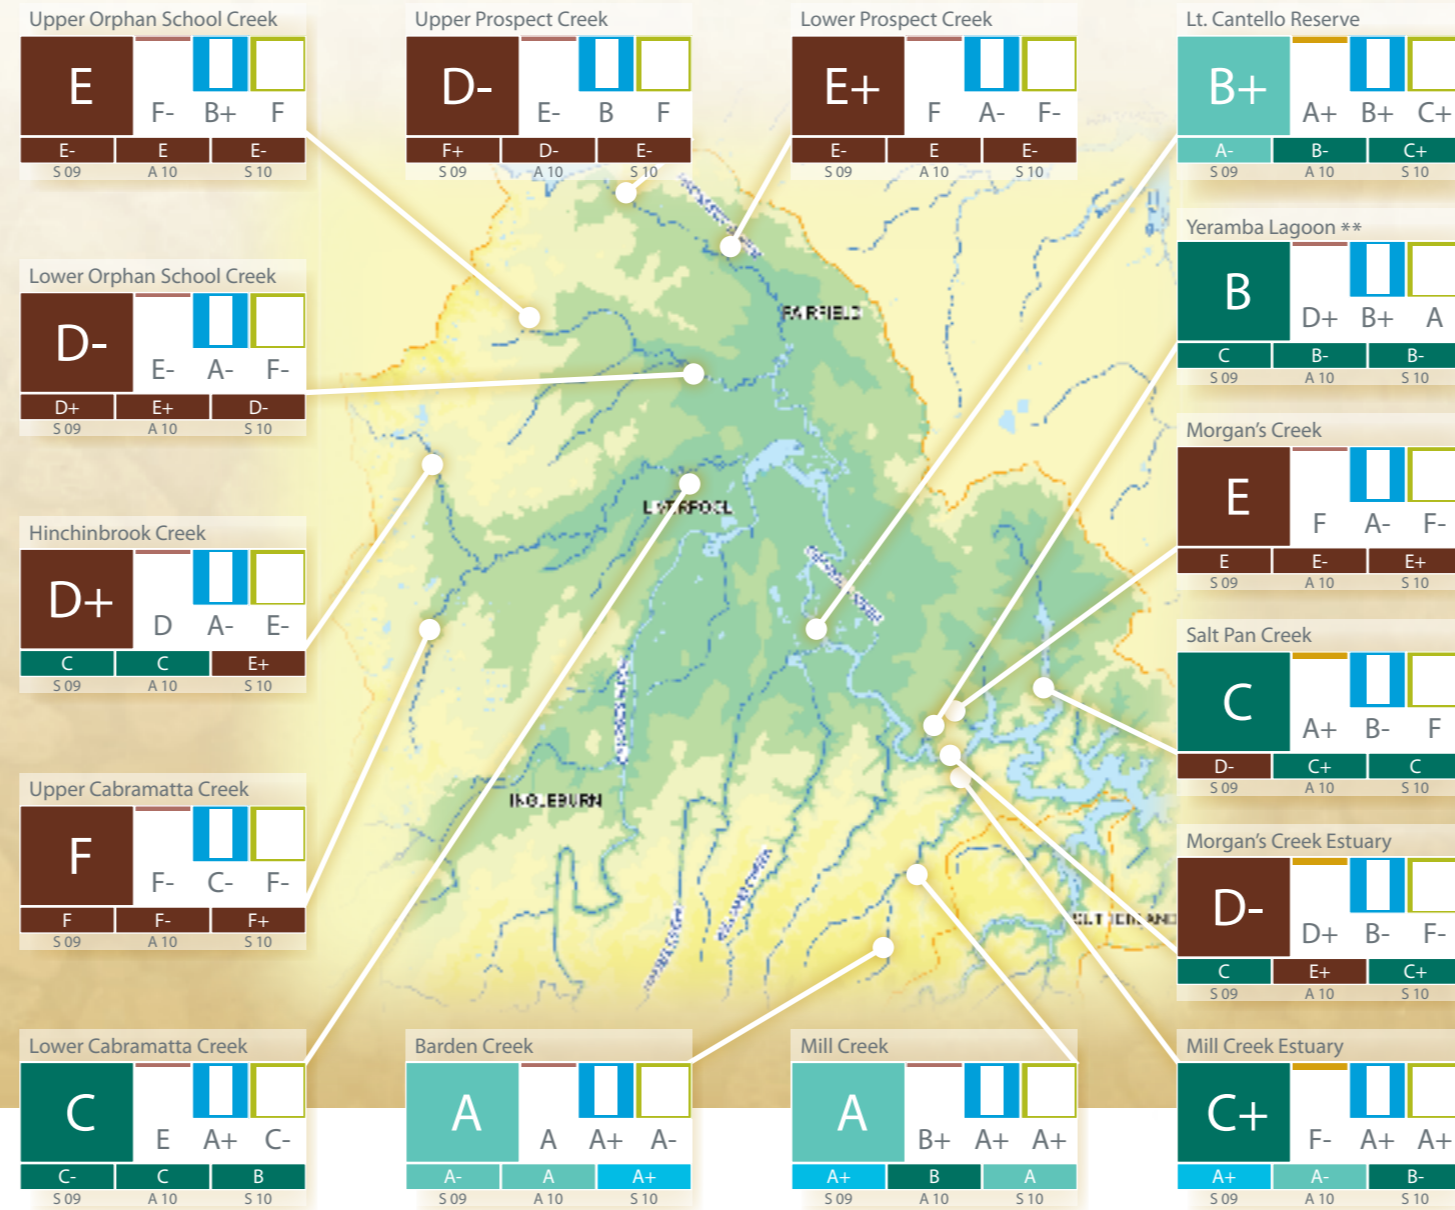 Upper Orphan School Creek
E
F- B+ F
E- E E-
S 09 A 10 S 10
Upper Prospect Creek
D-
E- B F
F+ D- E-
S 09 A 10 S 10
Lower Prospect Creek
E+
F A- F-
E- E E-
S 09 A 10 S 10
Lt. Cantello Reserve
B+
A+ B+ C+
A- B- C+
S 09 A 10 S 10
Yeramba Lagoon **
B
D+ B+ A
C B- B-
S 09 A 10 S 10
Lower Orphan School Creek
D-
E- A- F-
D+ E+ D-
S 09 A 10 S 10
Morgan's Creek
E
F A- F-
E E- E+
S 09 A 10 S 10
Hinchinbrook Creek
D+
D A- E-
C C E+
S 09 A 10 S 10
Salt Pan Creek
C
A+ B- F
D- C+ C
S 09 A 10 S 10
Upper Cabramatta Creek
F
F- C- F-
F F- F+
S 09 A 10 S 10
Morgan's Creek Estuary
D-
D+ B- F-
C E+ C+
S 09 A 10 S 10
Lower Cabramatta Creek
C
E A+ C-
C- C B
S 09 A 10 S 10
Barden Creek
A
A A+ A-
A- A A+
S 09 A 10 S 10
Mill Creek
A
B+ A+ A+
A+ B A
S 09 A 10 S 10
Mill Creek Estuary
C+
F- A+ A+
A+ A- B-
S 09 A 10 S 10
FAIRFIELD
LIVERPOOL
INGLEBURN
SUTHERLAND